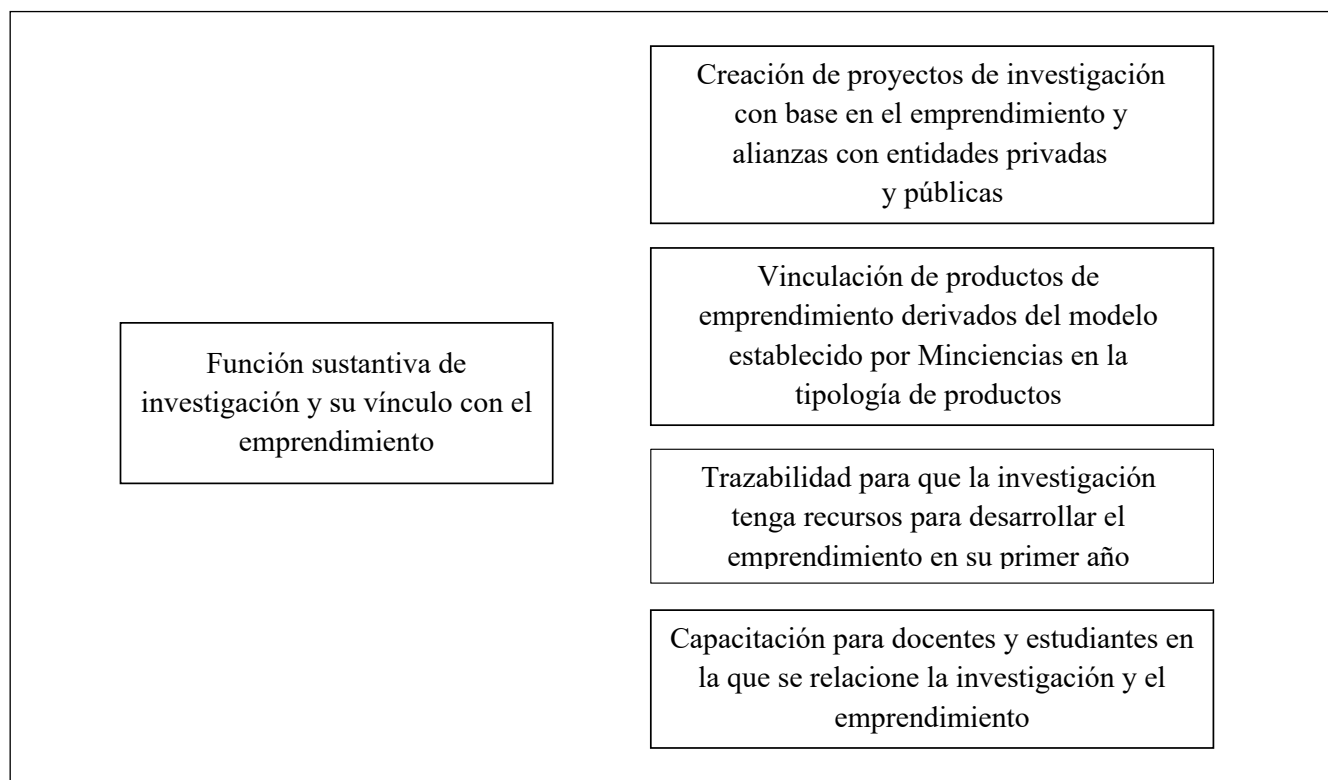 Función sustantiva de
investigación y su vínculo con el
emprendimiento
Creación de proyectos de investigación
con base en el emprendimiento y
alianzas con entidades privadas
y públicas
Vinculación de productos de
emprendimiento derivados del modelo
establecido por Minciencias en la
tipología de productos
Trazabilidad para que la investigación
tenga recursos para desarrollar el
emprendimiento en su primer año
Capacitación para docentes y estudiantes en
la que se relacione la investigación y el
emprendimiento